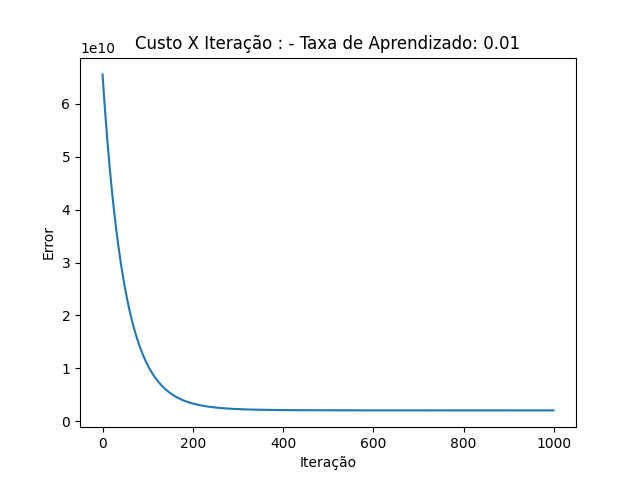 Custo X Iteração : - Taxa de Aprendizado: 0.01
1e10
6
5
4
3
2
1
0
Error
0 200 400 600 800 1000
Iteração